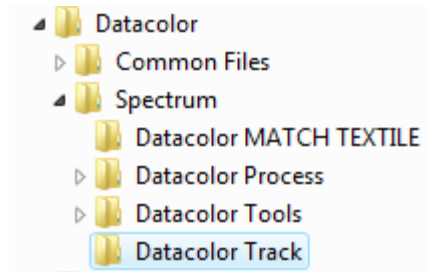 Datacolor
Common Files
Spectrum
Datacolor MATCH TEXTILE
Datacolor Process
Datacolor Tools
Datacolor Track